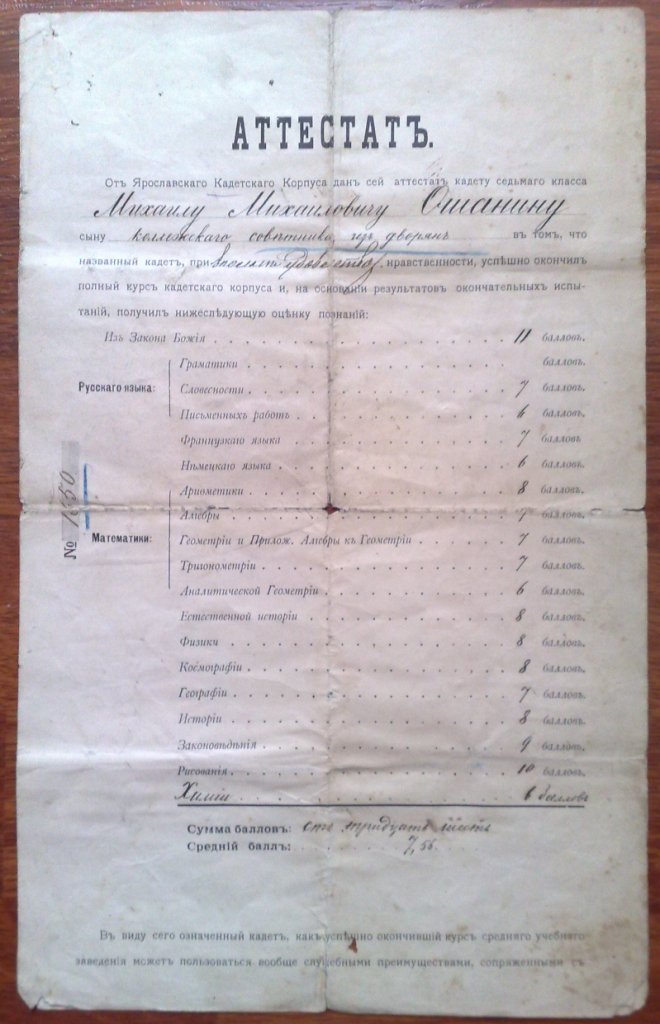 АТТЕСТАТЪ.
Отъ Ярославскаго Кадетскаго Корпуса данъ сей аттестатъ кадету седьмаго класса
Михаилу Михайловичу Ошанину
сыну коллежскаго совѣтника, изъ дворянъ въ томъ, что
названный кадетъ, при нравственности, успѣшно окончилъ
полный курсъ кадетскаго корпуса и, на основаніи результатовъ окончательныхъ испы-
таній, получилъ нижеслѣдующую оцѣнку познаній:
Изъ Закона Божія 11 балловъ.
Русскаго языка:
Граматики балловъ.
Словесности 7 балловъ.
Письменныхъ работъ 6 балловъ.
Французкаго языка 7 балловъ
Нѣмецкаго языка 6 балловъ.
Математики:
Ариѳметики 8 балловъ.
Алгебры 7 балловъ.
Геометріи и Прилож. Алгебры къ Геометріи 7 балловъ.
Тригонометріи 7 балловъ.
Аналитической Геометріи 6 балловъ.
Естественной исторіи 8 балловъ.
Физики 8 балловъ.
Космографіи 8 балловъ.
Географіи 7 балловъ.
Исторіи 8 балловъ.
Законовѣдѣнія 9 балловъ.
Рисованія 10 балловъ.
Химіи 6 балловъ
Сумма балловъ: сто тридцать шесть
Средній баллъ: 7,56.
Въ виду сего означенный кадетъ, какъ успѣшно окончившій курсъ средняго учебнаго
заведенія можетъ пользоваться вообще служебными преимуществами, сопряженными съ
№